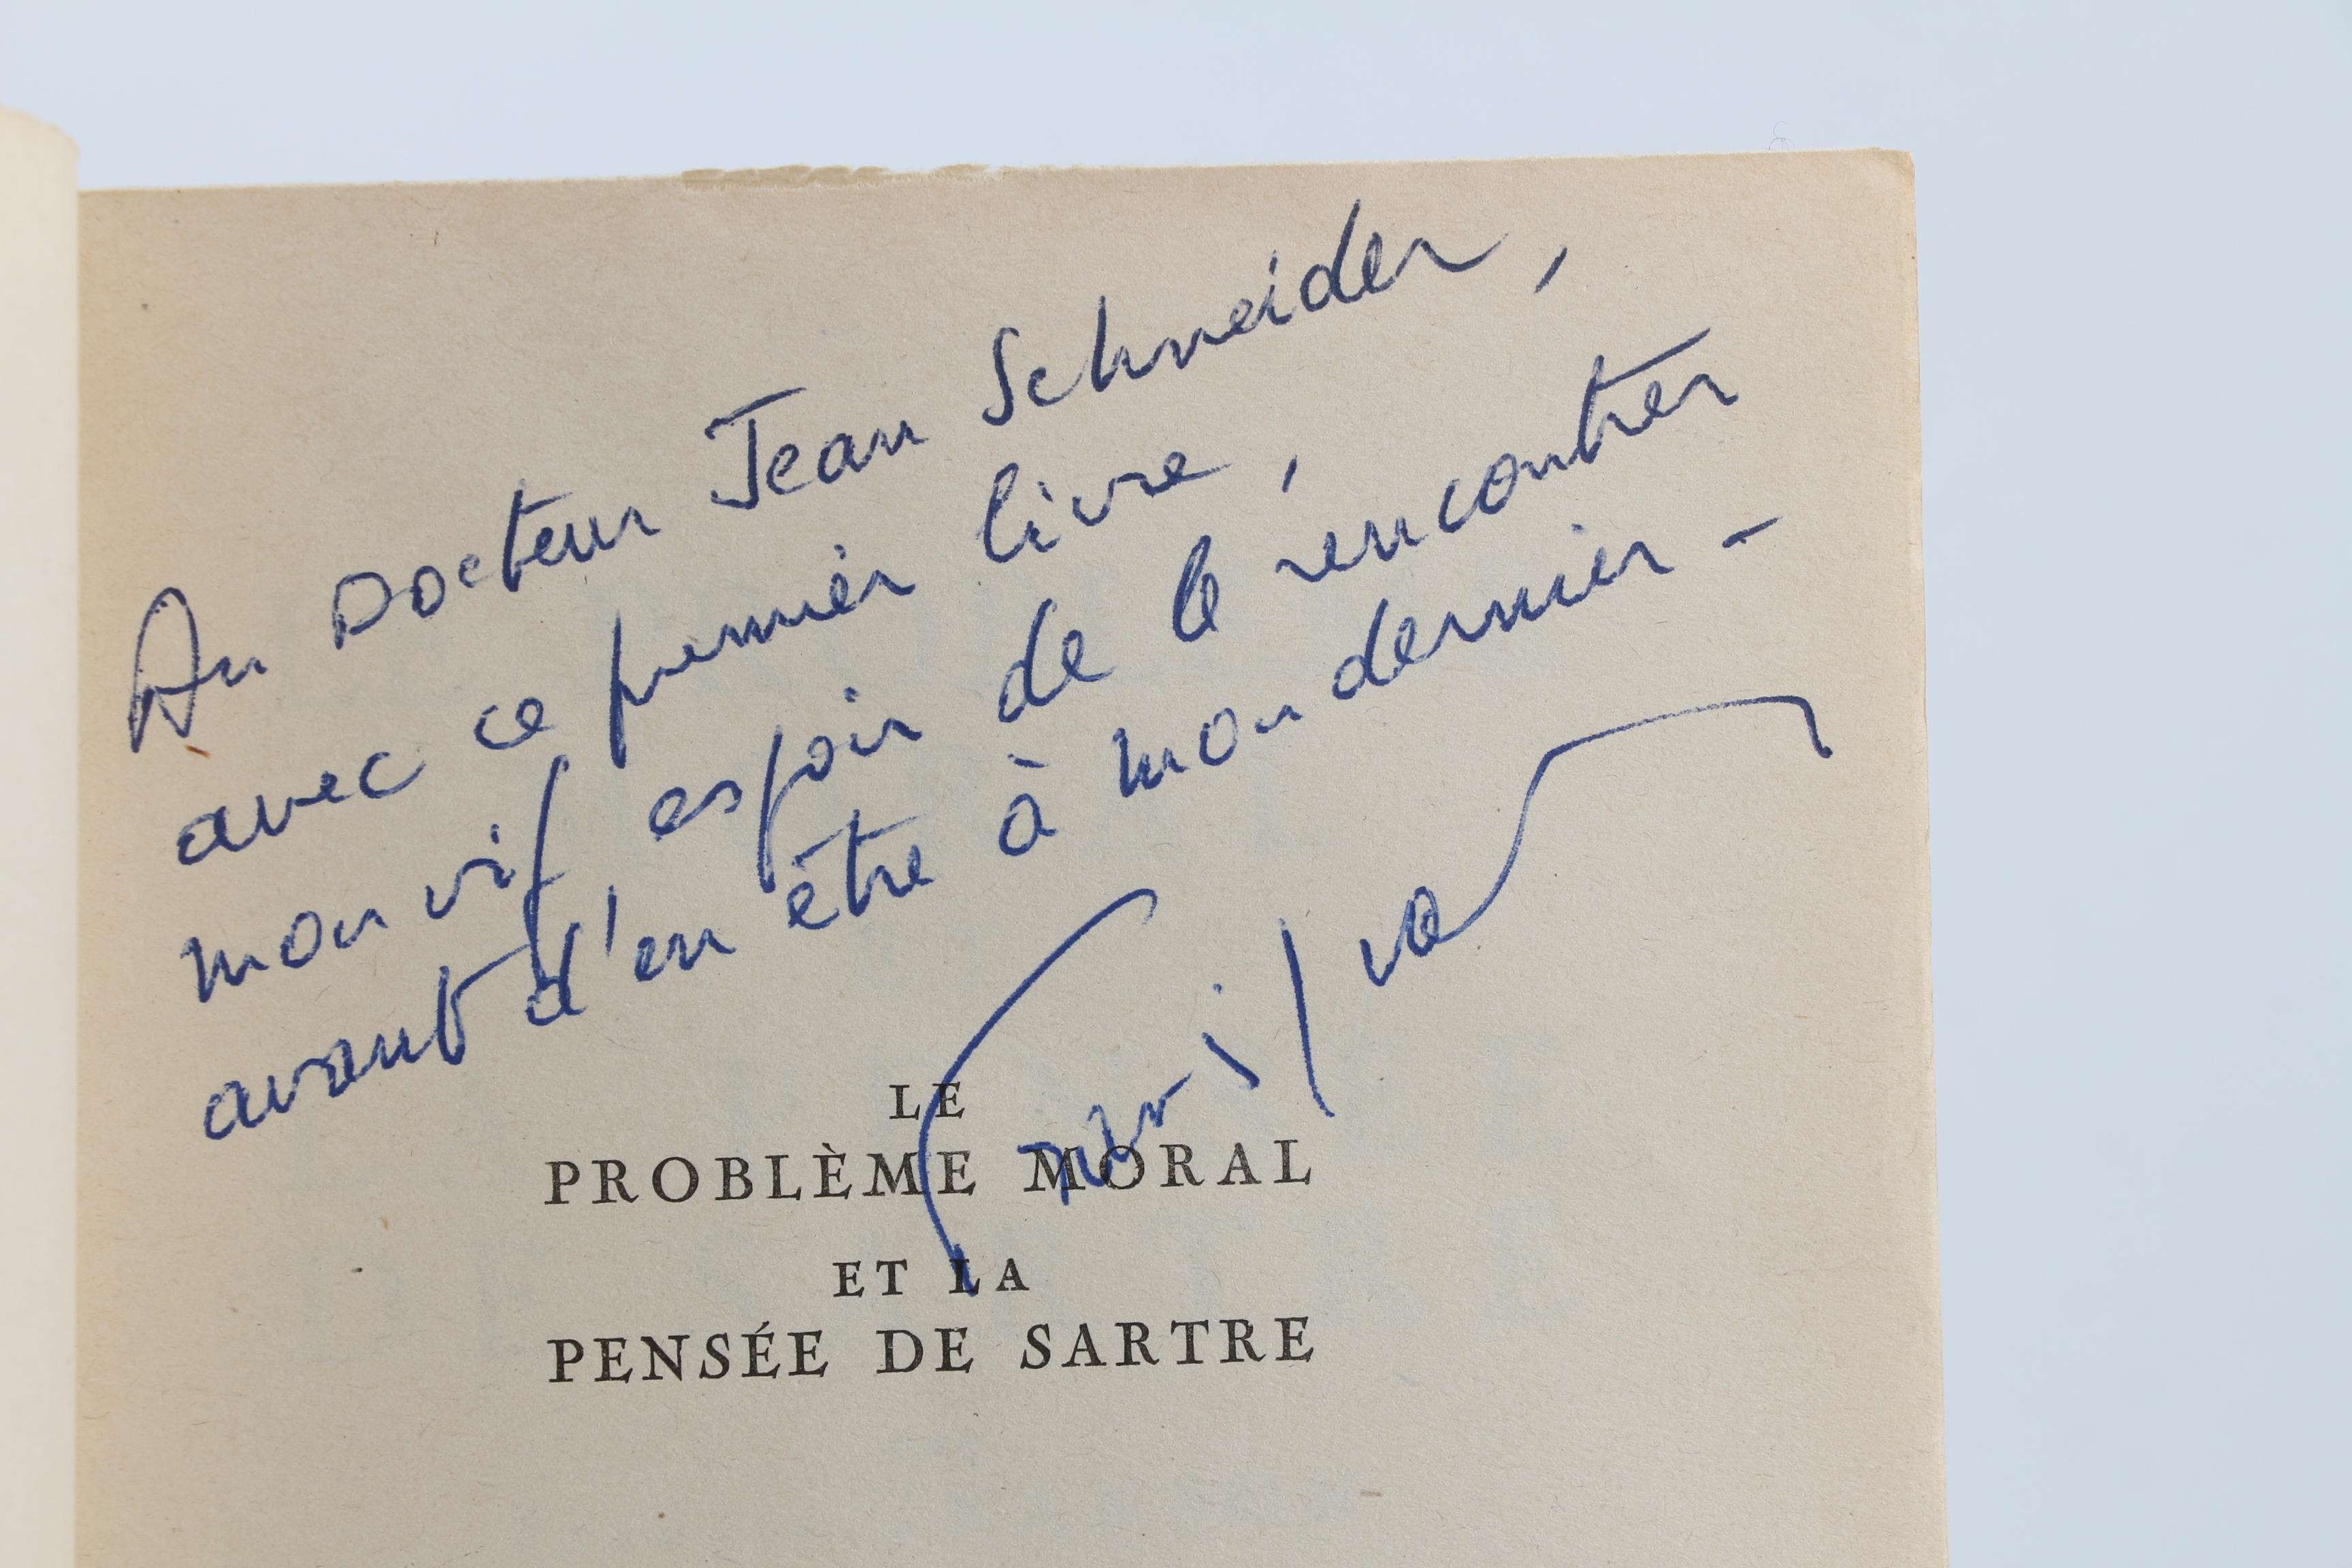 Au Docteur Jean Schneider,
avec ce premier livre,
mon vif espoir de le rencontrer
avant d'en être à mon dernier –
LE
PROBLÈME MORAL
ET LA
PENSÉE DE SARTRE